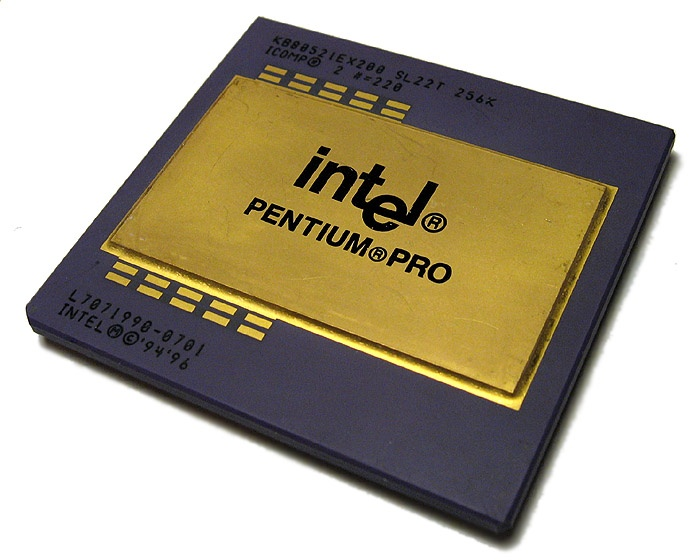 KB80521EX200 SL22T 256K
ICOMP® 2 #=220
intel®
PENTIUM®PRO
L7071990-0701
INTEL Ⓜ © '94'96